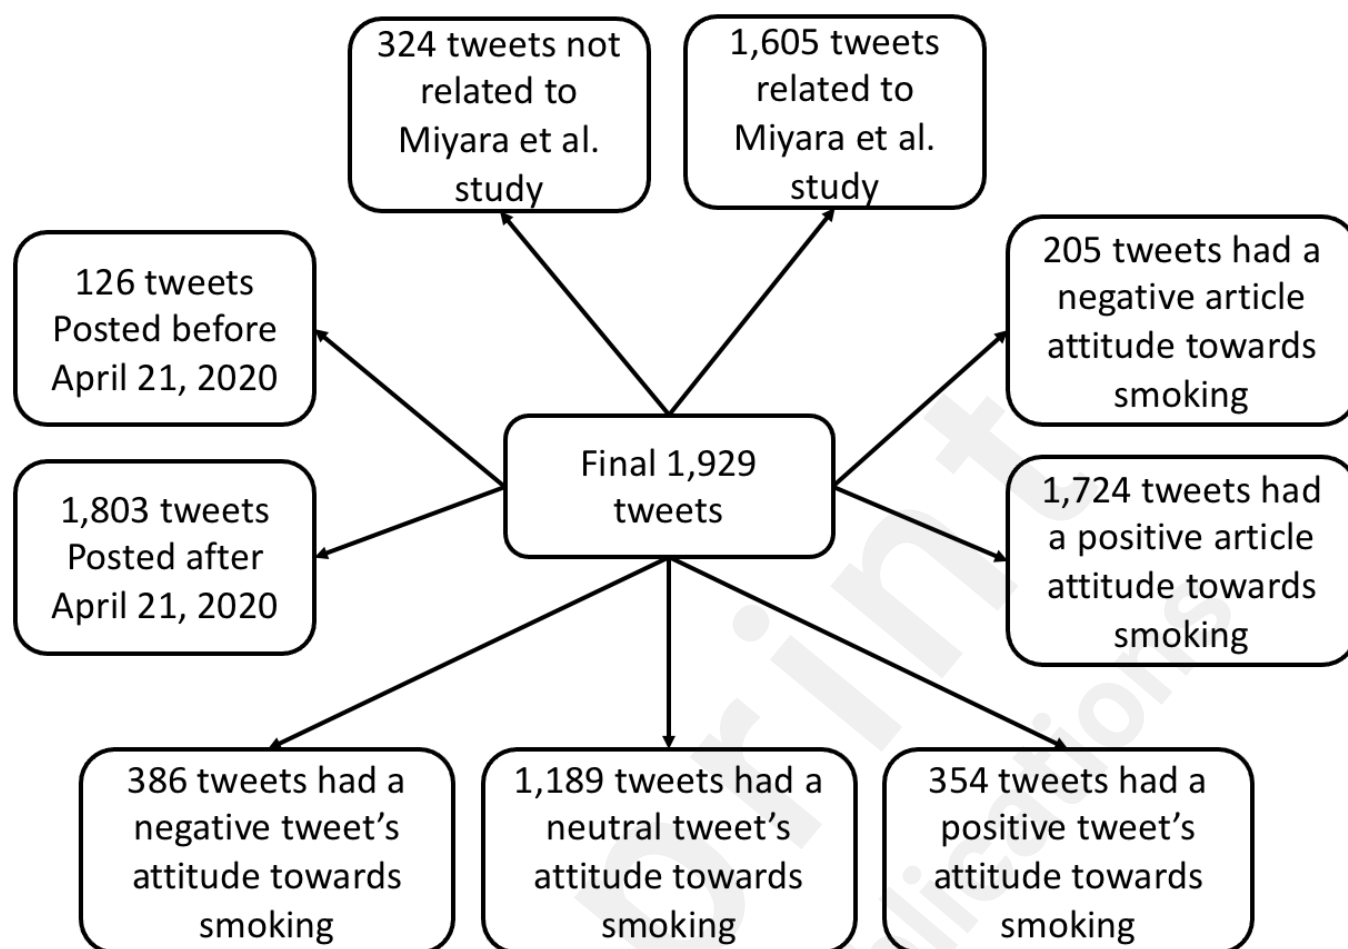 324 tweets not
related to
Miyara et al.
study
1,605 tweets
related to
Miyara et al.
study
126 tweets
Posted before
April 21, 2020
205 tweets had a
negative article
attitude towards
smoking
Final 1,929
tweets
1,803 tweets
Posted after
April 21, 2020
1,724 tweets had
a positive article
attitude towards
smoking
386 tweets had a
negative tweet’s
attitude towards
smoking
1,189 tweets had a
neutral tweet’s
attitude towards
smoking
354 tweets had a
positive tweet’s
attitude towards
smoking